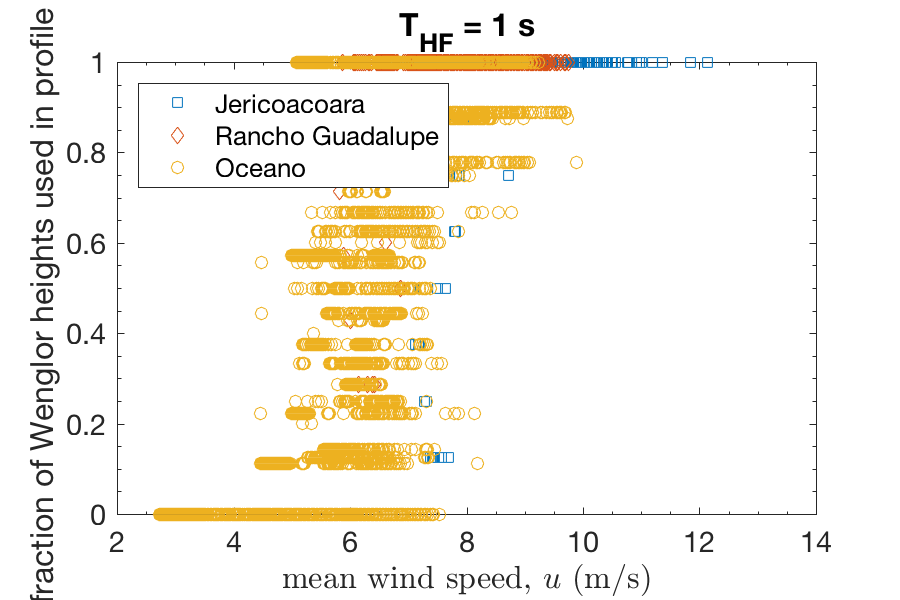 T_HF = 1 s
fraction of Wenglor heights used in profile
1
0.8
0.6
0.4
0.2
0
Jericoacoara
Rancho Guadalupe
Oceano
2 4 6 8 10 12 14
mean wind speed, u (m/s)